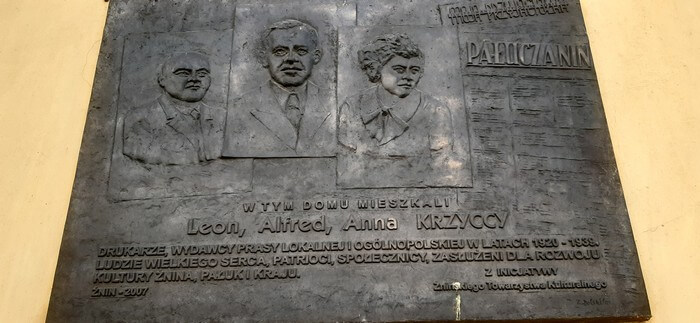 PAŁUCZANIN
W TYM DOMU MIESZKALI
Leon, Alfred, Anna KRZYCCY
DRUKARZE, WYDAWCY PRASY LOKALNEJ I OGÓLNOPOLSKIEJ W LATACH 1920 - 1939.
LUDZIE WIELKIEGO SERCA, PATRIOCI, SPOŁECZNICY, ZASŁUŻENI DLA ROZWOJU
KULTURY ŻNINA, PAŁUK I KRAJU.
Z INICJATYWY
ŻNIN - 2007
Żnińskiego Towarzystwa Kulturalnego